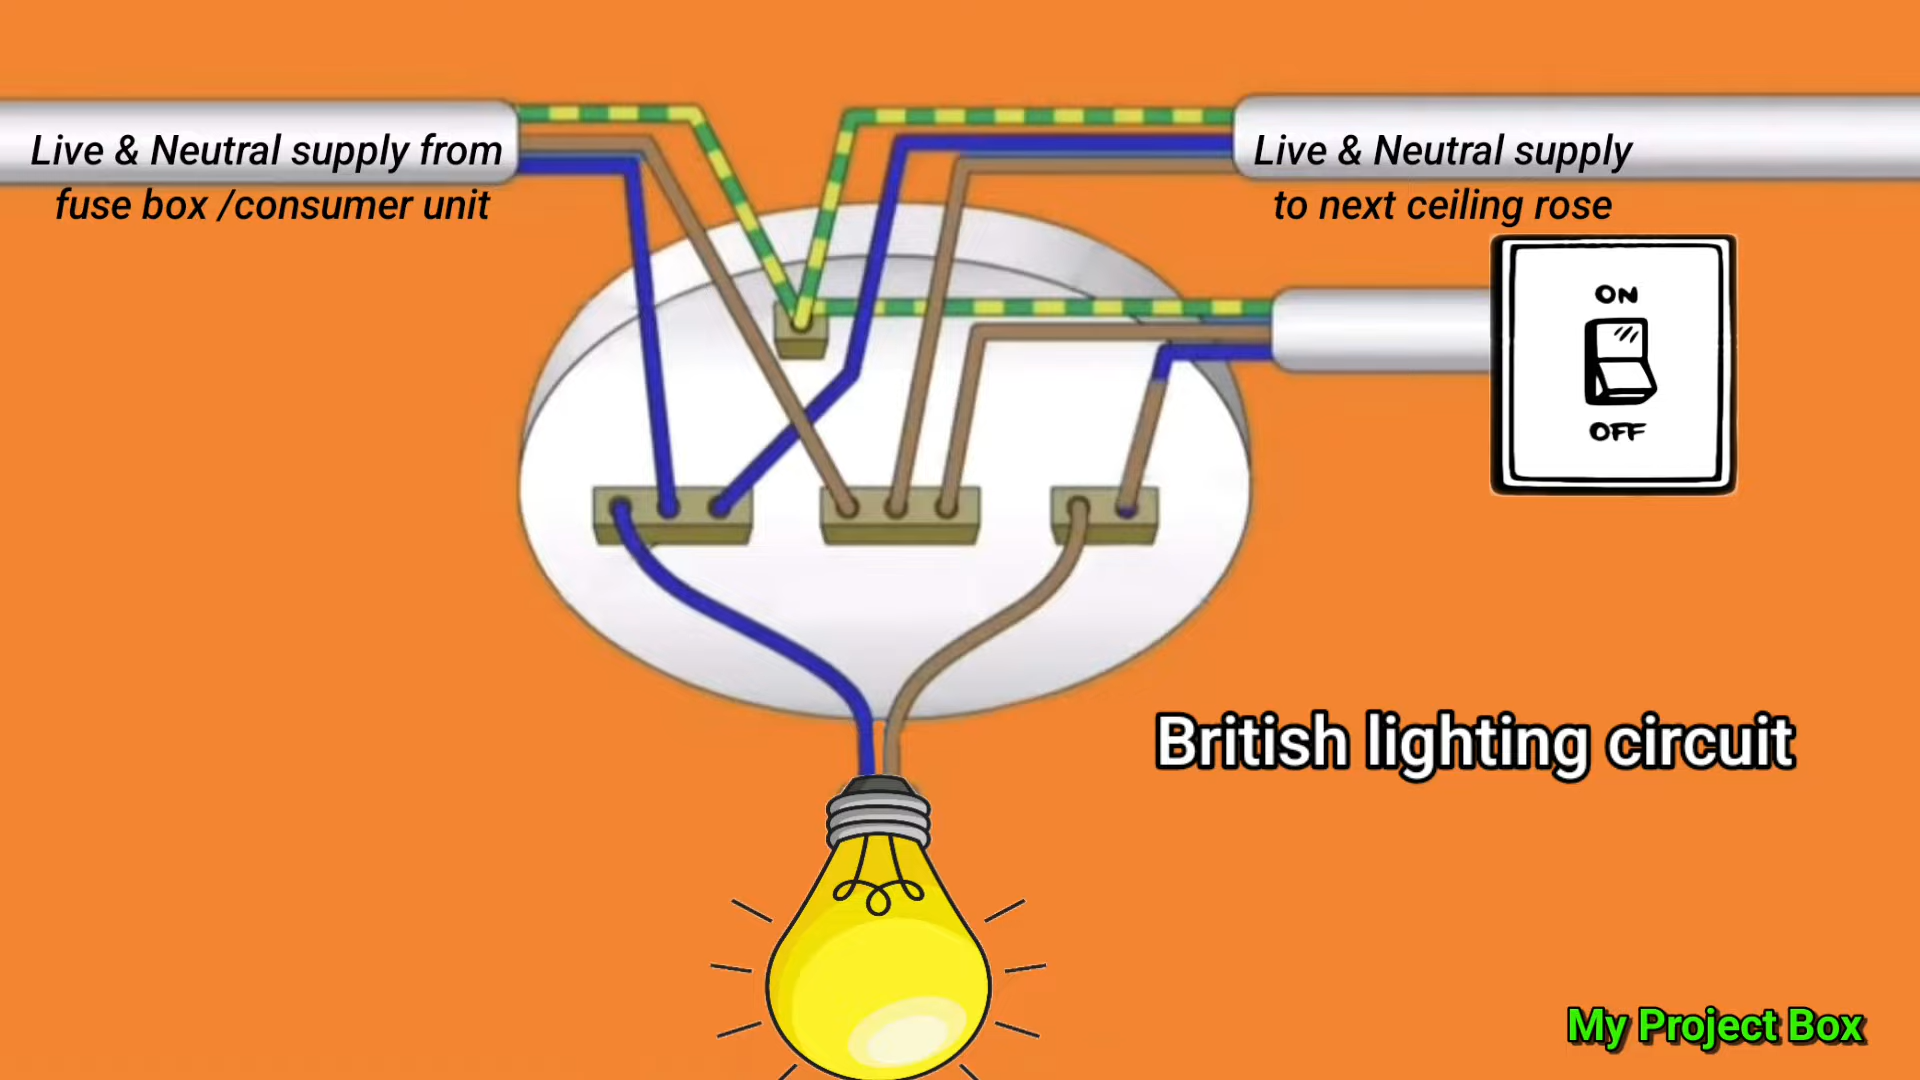 Live & Neutral supply from
fuse box /consumer unit
Live & Neutral supply
to next ceiling rose
ON
OFF
British lighting circuit
My Project Box